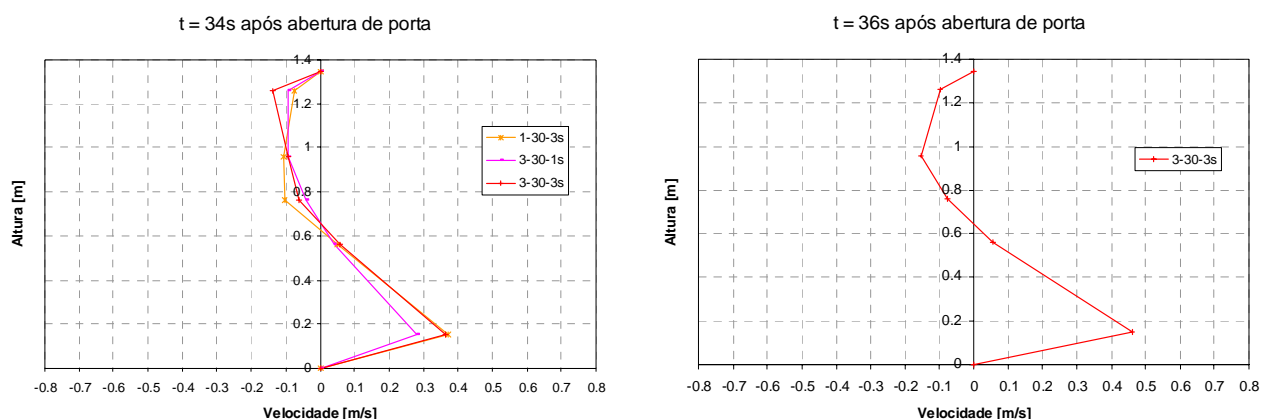 t = 34s após abertura de porta
1.4
1.2
1
0.8
0.6
0.4
0.2
0
Altura [m]
1-30-3s
3-30-1s
3-30-3s
-0.8 -0.7 -0.6 -0.5 -0.4 -0.3 -0.2 -0.1 0 0.1 0.2 0.3 0.4 0.5 0.6 0.7 0.8
Velocidade [m/s]
t = 36s após abertura de porta
1.4
1.2
1
0.8
0.6
0.4
0.2
0
Altura [m]
3-30-3s
-0.8 -0.7 -0.6 -0.5 -0.4 -0.3 -0.2 -0.1 0 0.1 0.2 0.3 0.4 0.5 0.6 0.7 0.8
Velocidade [m/s]